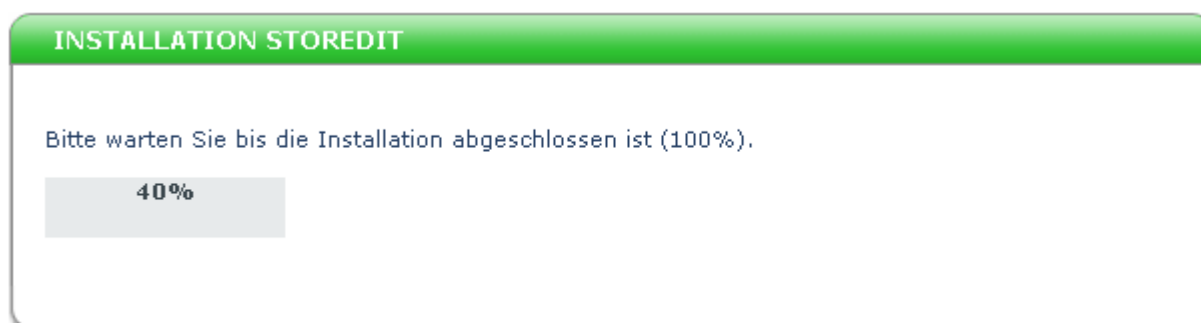 INSTALLATION STOREDIT
Bitte warten Sie bis die Installation abgeschlossen ist (100%).
40%